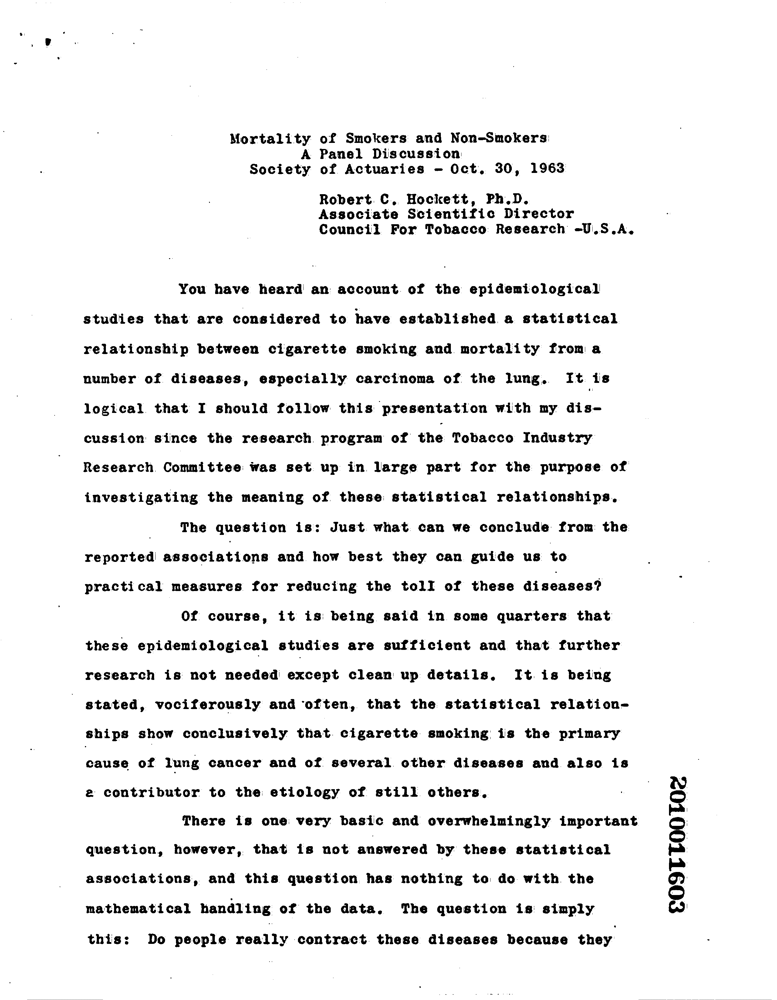 Mortality of Smokers and Non-Smokers
A Panel Discussion
Society of Actuaries - Oct. 30, 1963
Robert C. Hockett, Ph.D.
Associate Scientific Director
Council For Tobacco Research -U.S.A.
You have heard an account of the epidemiological
studies that are considered to have established a statistical
relationship between cigarette smoking and mortality from a
number of diseases, especially carcinoma of the lung. It is
logical that I should follow this presentation with my dis-
cussion since the research program of the Tobacco Industry
Research Committee was set up in large part for the purpose of
investigating the meaning of these statistical relationships.
The question is: Just what can we conclude from the
reported associations and how best they can guide us to
practical measures for reducing the toll of these diseases?
Of course, it is being said in some quarters that
these epidemiological studies are sufficient and that further
research is not needed except clean up details. It is being
stated, vociferously and often, that the statistical relation-
ships show conclusively that cigarette smoking is the primary
cause of lung cancer and of several other diseases and also is
a contributor to the etiology of still others.
There is one very basic and overwhelmingly important
question, however, that is not answered by these statistical
associations, and this question has nothing to do with the
mathematical handling of the data. The question is simply
this: Do people really contract these diseases because they
2010011603